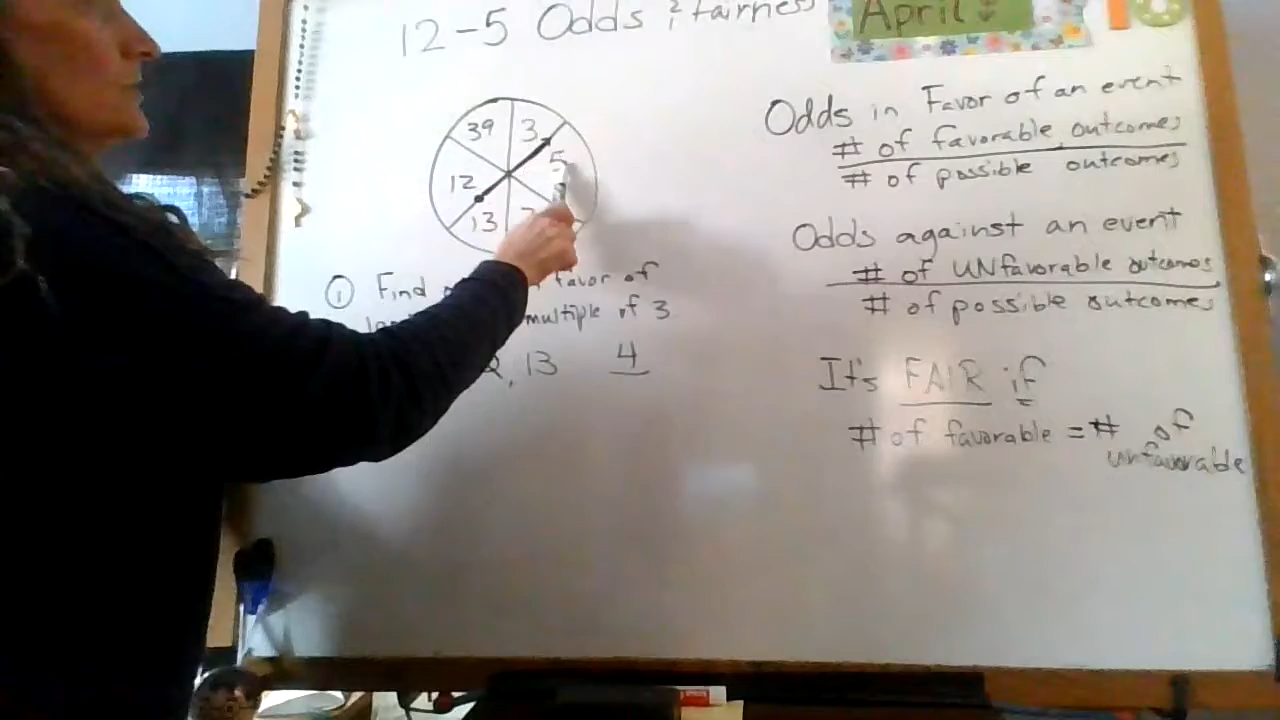 12-5 Odds & fairness
April
39
3
5
12
13
Odds in Favor of an event
# of favorable outcomes
# of possible outcomes
Odds against an event
# of UNfavorable outcomes
# of possible outcomes
It's FAIR if
# of favorable = # of
unfavorable
① Find favor of
multiple of 3
, 13 4